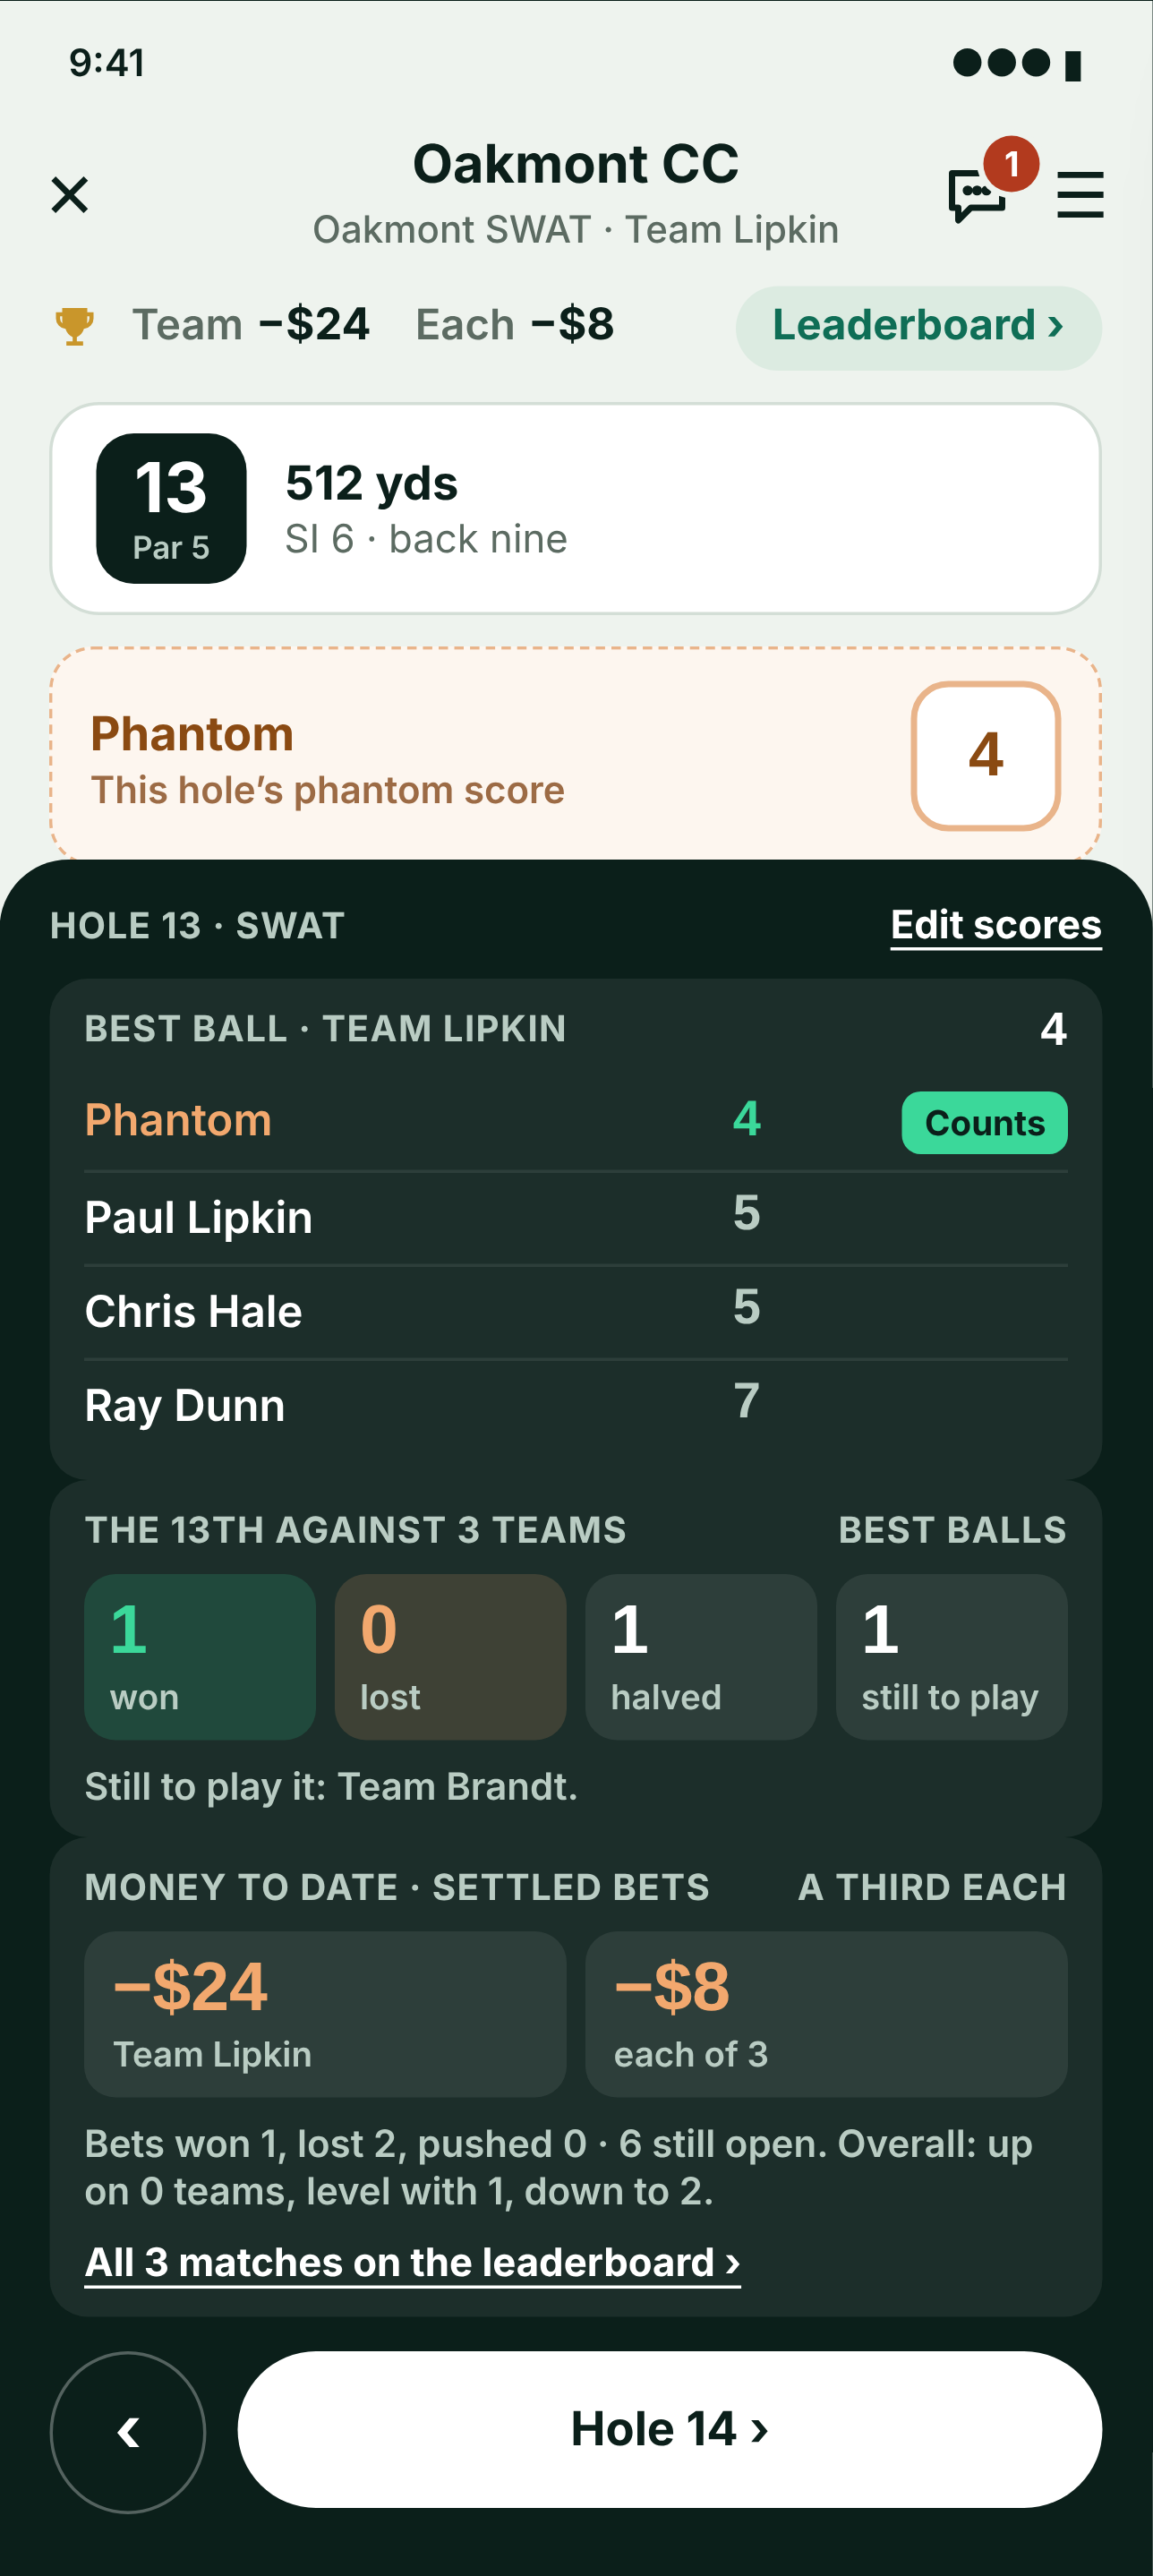 9:41
Oakmont CC
1
Oakmont SWAT · Team Lipkin
Team −$24 Each −$8 Leaderboard ›
13
Par 5
512 yds
SI 6 · back nine
Phantom
This hole’s phantom score
4
HOLE 13 · SWAT Edit scores
BEST BALL · TEAM LIPKIN 4
Phantom 4 Counts
Paul Lipkin 5
Chris Hale 5
Ray Dunn 7
THE 13TH AGAINST 3 TEAMS BEST BALLS
1 0 1 1
won lost halved still to play
Still to play it: Team Brandt.
MONEY TO DATE · SETTLED BETS A THIRD EACH
−$24 −$8
Team Lipkin each of 3
Bets won 1, lost 2, pushed 0 · 6 still open. Overall: up
on 0 teams, level with 1, down to 2.
All 3 matches on the leaderboard ›
‹ Hole 14 ›